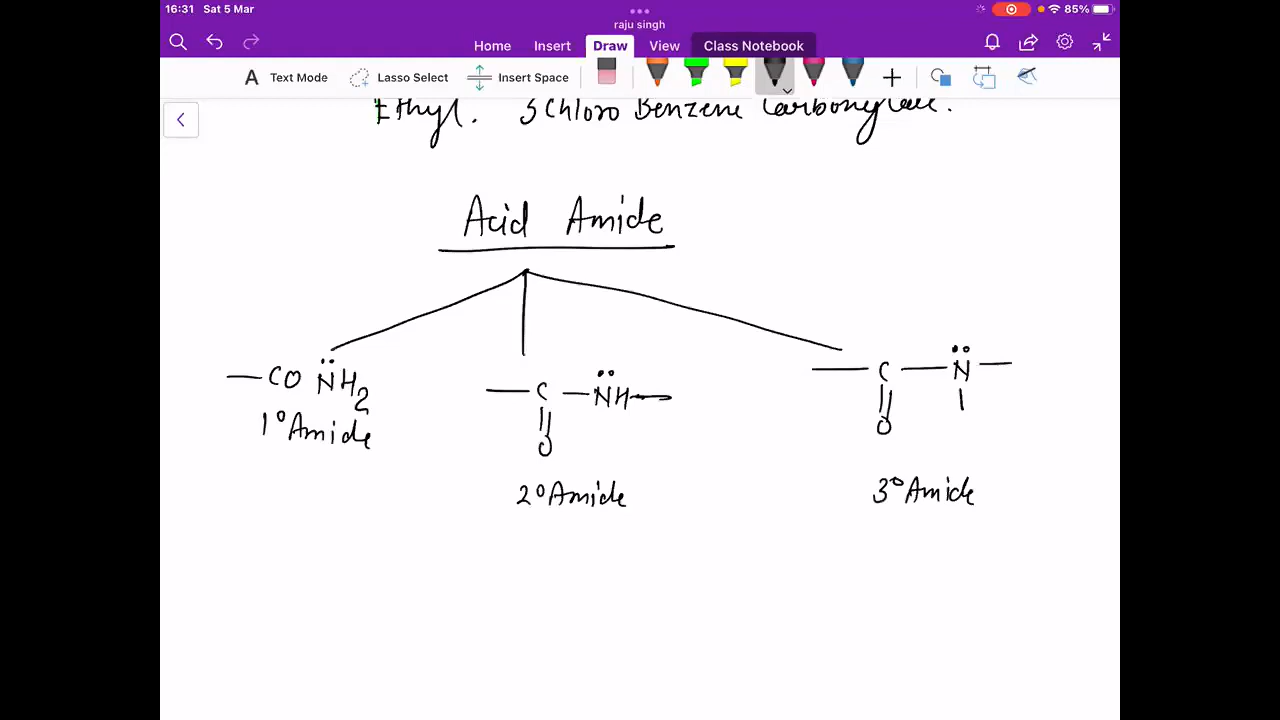 16:31 Sat 5 Mar
85%
raju singh
Home Insert Draw View Class Notebook
A Text Mode Lasso Select Insert Space
Ethyl. 3 Chloro Benzene Carboxylate.
Acid Amide
—CO N̈H₂
1° Amide
—C—N̈H—
O
2° Amide
—C—N̈—
O
3° Amide